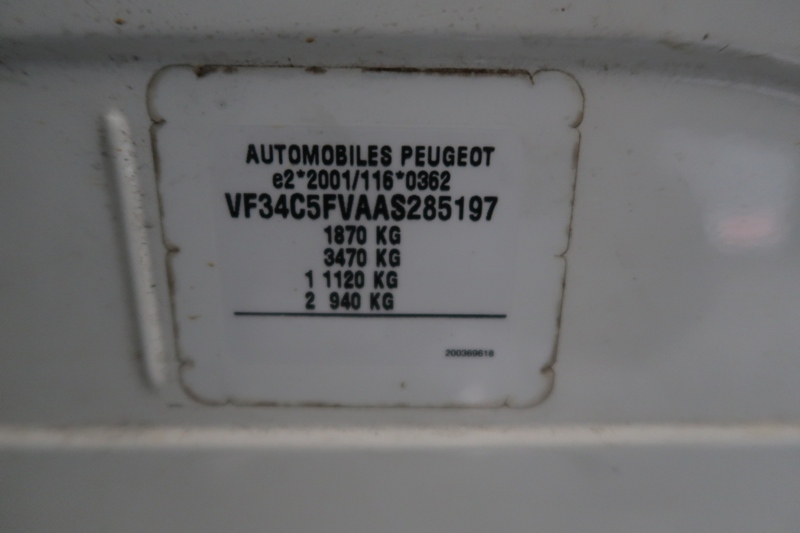 AUTOMOBILES PEUGEOT
e2*2001/116*0362
VF34C5FVAAS285197
1870 KG
3470 KG
1 1120 KG
2 940 KG
200369618